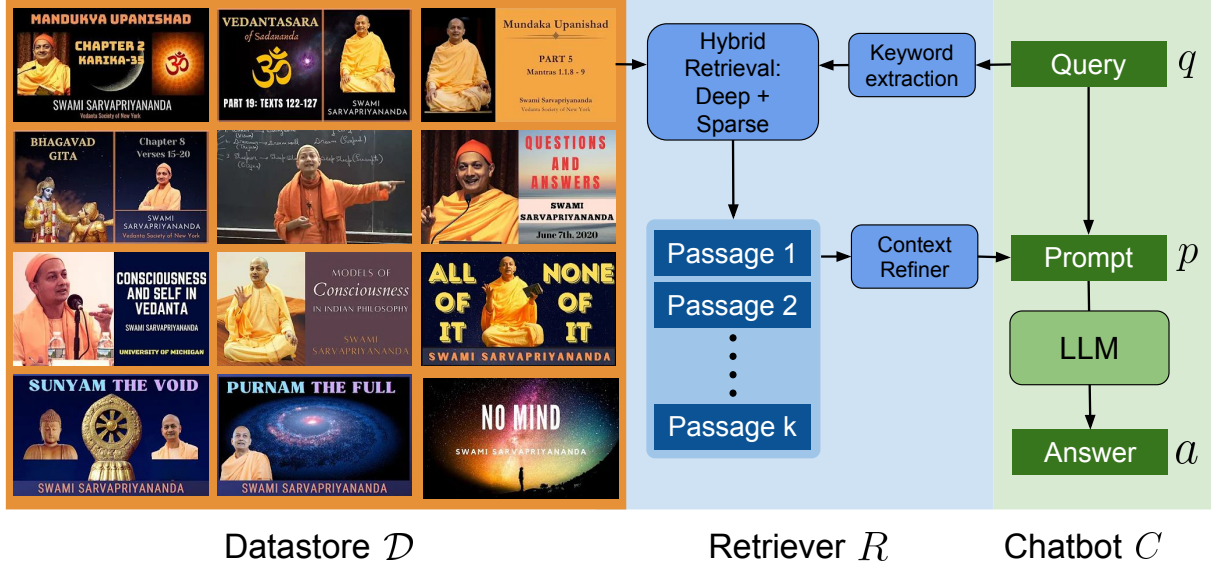 MANDUKYA UPANISHAD
CHAPTER 2
KARIKA-35
SWAMI SARVAPRIYANANDA
Vedanta Society of New York
VEDANTASARA
of Sadananda
ॐ
PART 19: TEXTS 122-127
SWAMI
SARVAPRIYANANDA
Mundaka Upanishad
PART 5
Mantras 1.1.8 - 9
Swami Sarvapriyananda
Vedanta Society of New York
BHAGAVAD
GITA
Chapter 8
Verses 15-20
SWAMI
SARVAPRIYANANDA
Vedanta Society of New York
QUESTIONS
AND
ANSWERS
SWAMI
SARVAPRIYANANDA
June 7th, 2020
CONSCIOUSNESS
AND SELF IN
VEDANTA
SWAMI SARVAPRIYANANDA
UNIVERSITY OF MICHIGAN
MODELS OF
Consciousness
IN INDIAN PHILOSOPHY
SWAMI
SARVAPRIYANANDA
ALL NONE
OF OF
IT IT
SWAMI SARVAPRIYANANDA
SUNYAM THE VOID
SWAMI SARVAPRIYANANDA
PURNAM THE FULL
SWAMI SARVAPRIYANANDA
NO MIND
SWAMI SARVAPRIYANANDA
Datastore D
Hybrid
Retrieval:
Deep +
Sparse
Keyword
extraction
Passage 1
Passage 2
Passage k
Context
Refiner
Retriever R
Query q
Prompt p
LLM
Answer a
Chatbot C